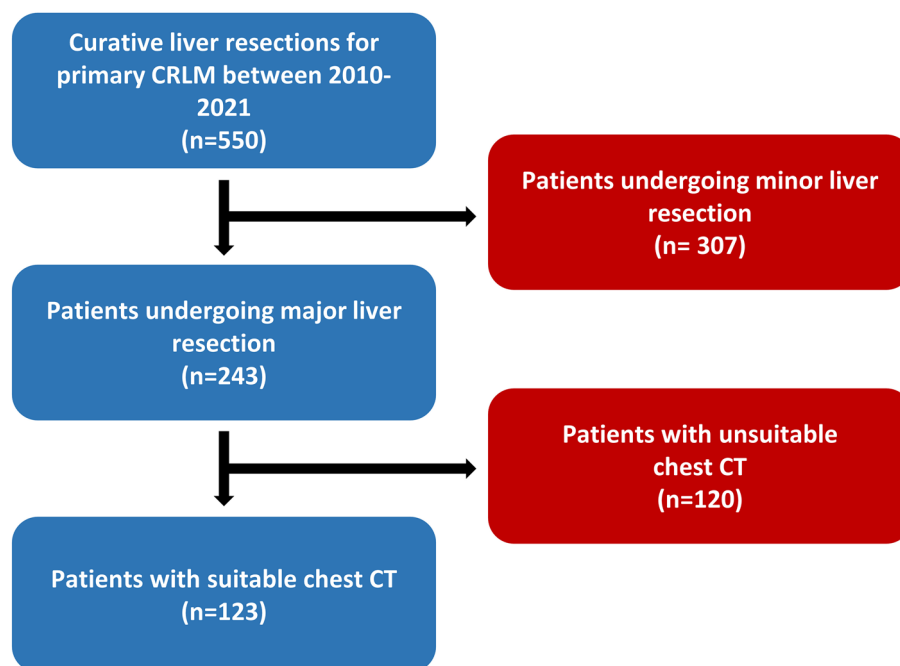 Curative liver resections for
primary CRLM between 2010-
2021
(n=550)
Patients undergoing minor liver
resection
(n= 307)
Patients undergoing major liver
resection
(n=243)
Patients with unsuitable
chest CT
(n=120)
Patients with suitable chest CT
(n=123)